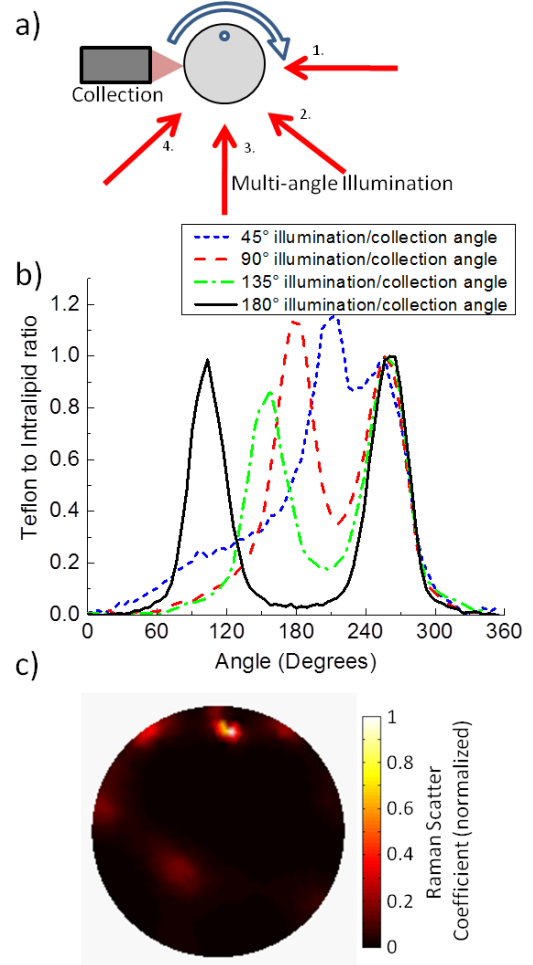 a)
1.
Collection
2.
4.
3.
Multi-angle Illumination
45° illumination/collection angle
90° illumination/collection angle
135° illumination/collection angle
180° illumination/collection angle
b)
Teflon to Intralipid ratio
1.2
1.0
0.8
0.6
0.4
0.2
0.0
0 60 120 180 240 300 360
Angle (Degrees)
c)
1
0.8
0.6
0.4
0.2
0
Raman Scatter
Coefficient (normalized)